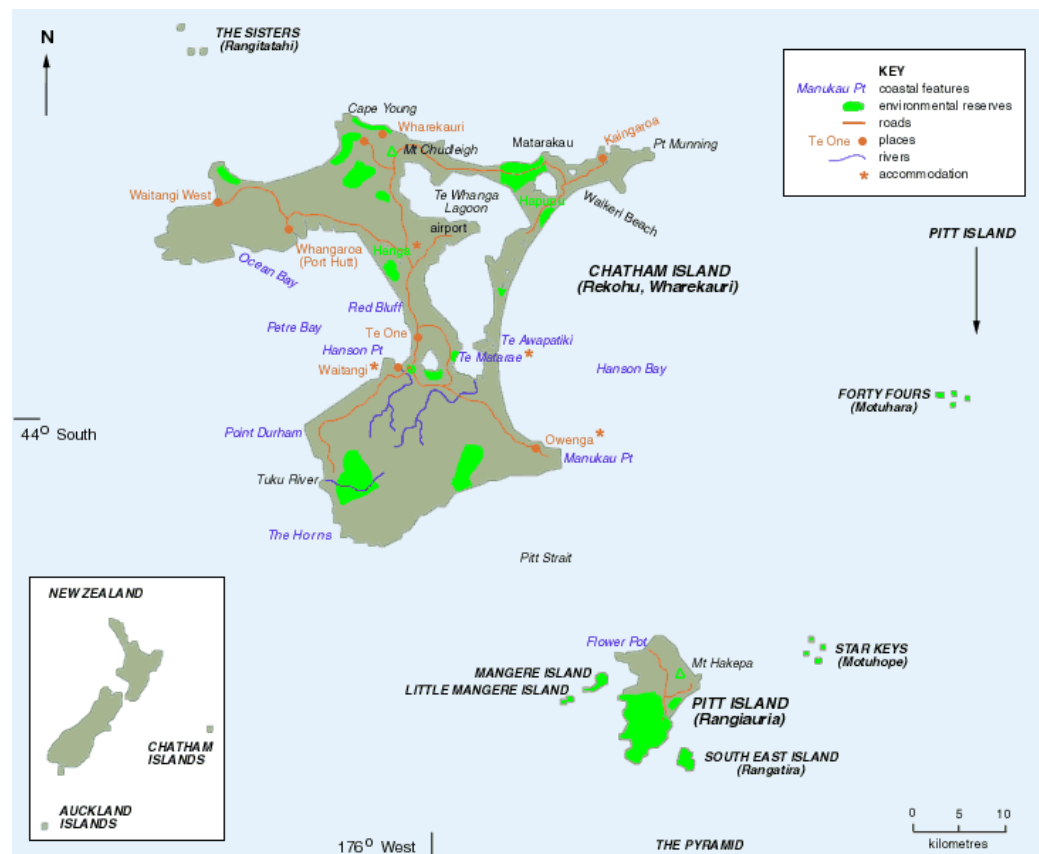 N
THE SISTERS
(Rangitatahi)
KEY
Manukau Pt coastal features
environmental reserves
roads
Te One places
rivers
accommodation
Cape Young
Wharekauri
Mt Chudleigh
Matarakau
Kaingaroa
Pt Munning
Waitangi West
Te Whanga
Lagoon
Hapupu
Waikeri Beach
airport
Whangaroa
(Port Hutt)
Henga
Ocean Bay
CHATHAM ISLAND
(Rekohu, Wharekauri)
PITT ISLAND
Red Bluff
Petre Bay
Te One
Hanson Pt
Te Awapatiki
Te Matarae
Waitangi
Hanson Bay
FORTY FOURS
(Motuhara)
44o South
Point Durham
Owenga
Manukau Pt
Tuku River
The Horns
Pitt Strait
NEW ZEALAND
CHATHAM
ISLANDS
AUCKLAND
ISLANDS
Flower Pot
Mt Hakepa
STAR KEYS
(Motuhope)
MANGERE ISLAND
LITTLE MANGERE ISLAND
PITT ISLAND
(Rangiauria)
SOUTH EAST ISLAND
(Rangatira)
0 5 10
kilometres
176o West
THE PYRAMID